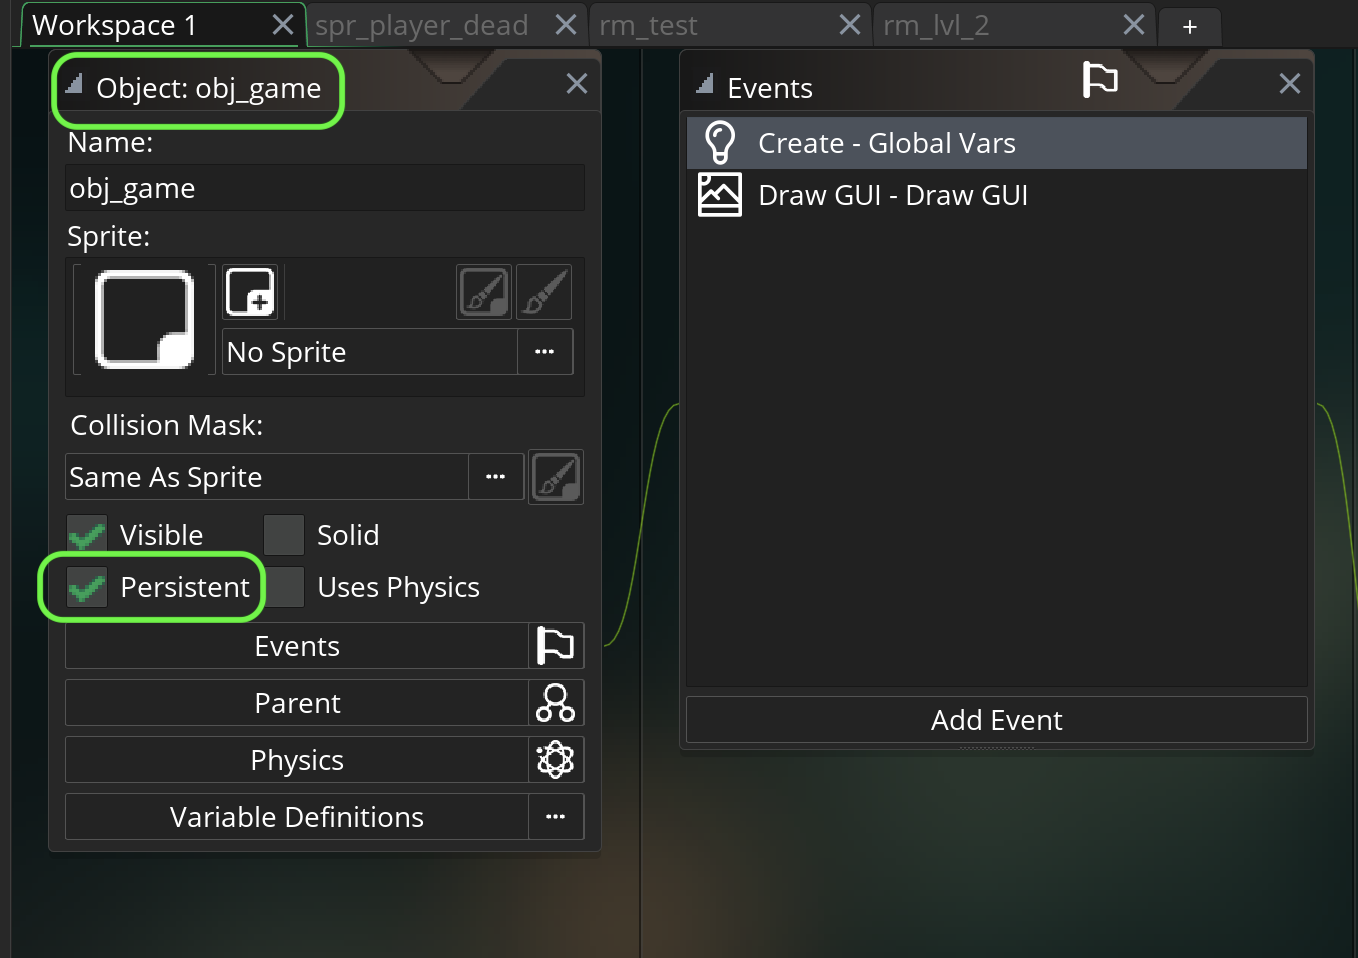 Workspace 1
spr_player_dead
rm_test
rm_lvl_2
+
Object: obj_game
Name:
obj_game
Sprite:
No Sprite
...
Collision Mask:
Same As Sprite
...
Visible
Solid
Persistent
Uses Physics
Events
Parent
Physics
Variable Definitions
...
Events
Create - Global Vars
Draw GUI - Draw GUI
Add Event